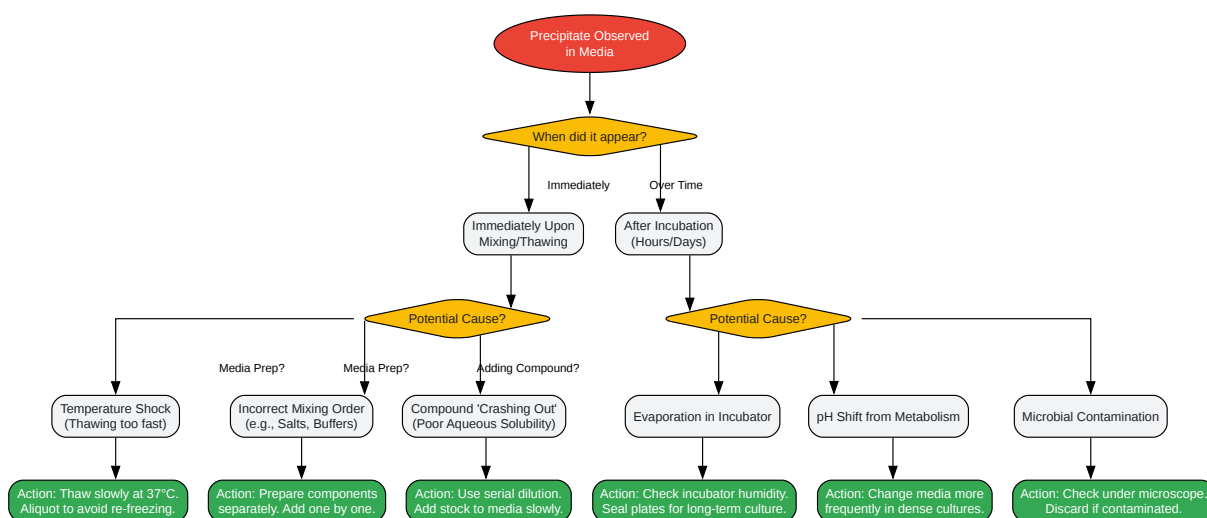 Precipitate Observed
in Media
When did it appear?
Immediately
Over Time
Immediately Upon
Mixing/Thawing
After Incubation
(Hours/Days)
Potential Cause?
Potential Cause?
Media Prep?
Media Prep?
Adding Compound?
Temperature Shock
(Thawing too fast)
Incorrect Mixing Order
(e.g., Salts, Buffers)
Compound 'Crashing Out'
(Poor Aqueous Solubility)
Evaporation in Incubator
pH Shift from Metabolism
Microbial Contamination
Action: Thaw slowly at 37°C.
Aliquot to avoid re-freezing.
Action: Prepare components
separately. Add one by one.
Action: Use serial dilution.
Add stock to media slowly.
Action: Check incubator humidity.
Seal plates for long-term culture.
Action: Change media more
frequently in dense cultures.
Action: Check under microscope.
Discard if contaminated.